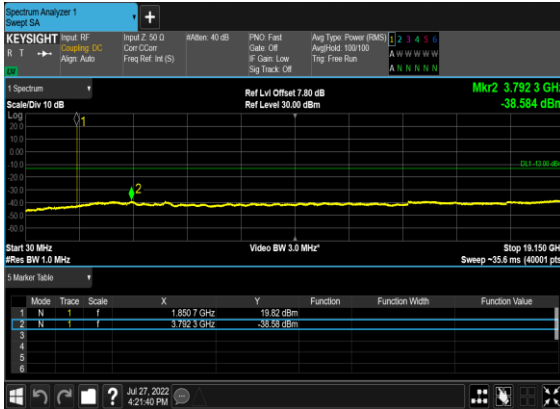 Spectrum Analyzer 1
Swept SA
KEYSIGHT
R T
LV
Input: RF
Coupling: DC
Align: Auto
Input Z: 50 Ω
Corr CCorr
Freq Ref: Int (S)
#Atten: 40 dB
PNO: Fast
Gate: Off
IF Gain: Low
Sig Track: Off
Avg Type: Power (RMS)
Avg|Hold: 100/100
Trig: Free Run
1 2 3 4 5 6
A W W W W W
A N N N N N
1 Spectrum
Scale/Div 10 dB
Log
Ref Lvl Offset 7.80 dB
Ref Level 30.00 dBm
Mkr2 3.792 3 GHz
-38.584 dBm
20.0
10.0
0.00
-10.0
-20.0
-30.0
-40.0
-50.0
-60.0
1
2
DL1 -13.00 dBm
Start 30 MHz
#Res BW 1.0 MHz
Video BW 3.0 MHz*
Stop 19.150 GHz
Sweep ~35.6 ms (40001 pts)
5 Marker Table
Mode Trace Scale X Y Function Function Width Function Value
1 N 1 f 1.850 7 GHz 19.82 dBm
2 N 1 f 3.792 3 GHz -38.58 dBm
3
4
5
6
Jul 27, 2022
4:21:40 PM